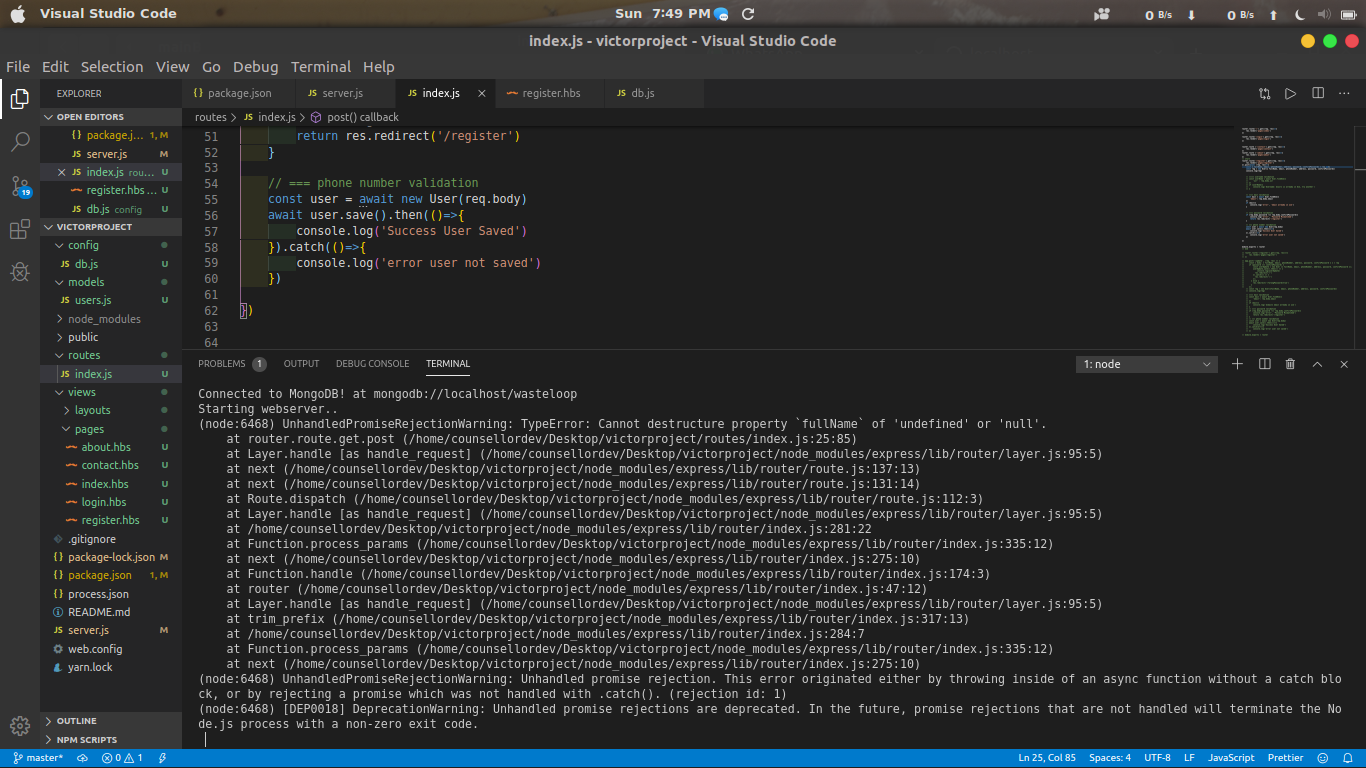 Visual Studio Code
Sun 7:49 PM
0 B/s
0 B/s
index.js - victorproject - Visual Studio Code
File Edit Selection View Go Debug Terminal Help
EXPLORER
OPEN EDITORS
package.j... 1, M
server.js M
index.js rou... U
register.hbs ... U
db.js config U
VICTORPROJECT
config
db.js U
models
users.js U
node_modules
public
routes
index.js U
views
layouts
pages
about.hbs U
contact.hbs U
index.hbs U
login.hbs U
register.hbs U
.gitignore
package-lock.json M
package.json 1, M
process.json
README.md
server.js M
web.config
yarn.lock
OUTLINE
NPM SCRIPTS
19
package.json
server.js
index.js
register.hbs
db.js
routes > index.js > post() callback
51 return res.redirect('/register')
52 }
53
54 // === phone number validation
55 const user = await new User(req.body)
56 await user.save().then(()=>{
57 console.log('Success User Saved')
58 }).catch(()=>{
59 console.log('error user not saved')
60 })
61
62 })
63
64
PROBLEMS 1 OUTPUT DEBUG CONSOLE TERMINAL
1: node
Connected to MongoDB! at mongodb://localhost/wasteloop
Starting webserver..
(node:6468) UnhandledPromiseRejectionWarning: TypeError: Cannot destructure property `fullName` of 'undefined' or 'null'.
at router.route.get.post (/home/counsellordev/Desktop/victorproject/routes/index.js:25:85)
at Layer.handle [as handle_request] (/home/counsellordev/Desktop/victorproject/node_modules/express/lib/router/layer.js:95:5)
at next (/home/counsellordev/Desktop/victorproject/node_modules/express/lib/router/route.js:137:13)
at next (/home/counsellordev/Desktop/victorproject/node_modules/express/lib/router/route.js:131:14)
at Route.dispatch (/home/counsellordev/Desktop/victorproject/node_modules/express/lib/router/route.js:112:3)
at Layer.handle [as handle_request] (/home/counsellordev/Desktop/victorproject/node_modules/express/lib/router/layer.js:95:5)
at /home/counsellordev/Desktop/victorproject/node_modules/express/lib/router/index.js:281:22
at Function.process_params (/home/counsellordev/Desktop/victorproject/node_modules/express/lib/router/index.js:335:12)
at next (/home/counsellordev/Desktop/victorproject/node_modules/express/lib/router/index.js:275:10)
at Function.handle (/home/counsellordev/Desktop/victorproject/node_modules/express/lib/router/index.js:174:3)
at router (/home/counsellordev/Desktop/victorproject/node_modules/express/lib/router/index.js:47:12)
at Layer.handle [as handle_request] (/home/counsellordev/Desktop/victorproject/node_modules/express/lib/router/layer.js:95:5)
at trim_prefix (/home/counsellordev/Desktop/victorproject/node_modules/express/lib/router/index.js:317:13)
at /home/counsellordev/Desktop/victorproject/node_modules/express/lib/router/index.js:284:7
at Function.process_params (/home/counsellordev/Desktop/victorproject/node_modules/express/lib/router/index.js:335:12)
at next (/home/counsellordev/Desktop/victorproject/node_modules/express/lib/router/index.js:275:10)
(node:6468) UnhandledPromiseRejectionWarning: Unhandled promise rejection. This error originated either by throwing inside of an async function without a catch blo
ck, or by rejecting a promise which was not handled with .catch(). (rejection id: 1)
(node:6468) [DEP0018] DeprecationWarning: Unhandled promise rejections are deprecated. In the future, promise rejections that are not handled will terminate the No
de.js process with a non-zero exit code.
master* 0 1
Ln 25, Col 85 Spaces: 4 UTF-8 LF JavaScript Prettier